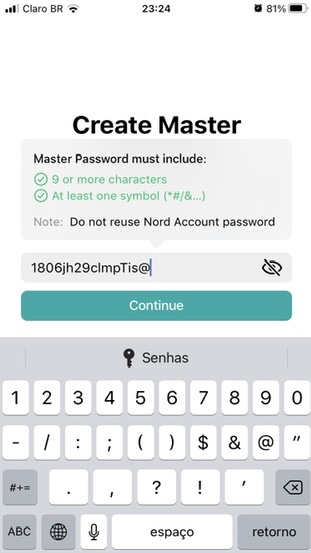 Claro BR
23:24
81%
Create Master
Master Password must include:
9 or more characters
At least one symbol (*#/&...)
Note: Do not reuse Nord Account password
1806jh29clmpTis@
Continue
Senhas
1 2 3 4 5 6 7 8 9 0
- / : ; ( ) $ & @ "
#+= . , ? ! '
ABC espaço retorno